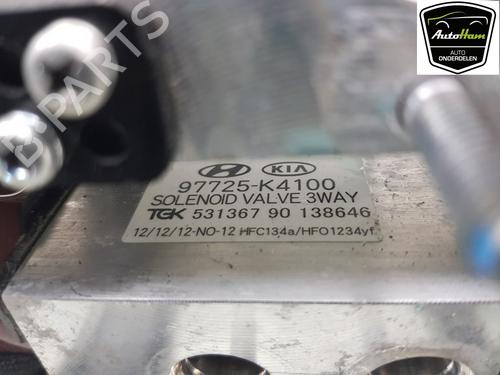 AutoHam
AUTO
ONDERDELEN
B-PARTS
KIA
97725-K4100
SOLENOID VALVE 3WAY
TGK 531367 90 138646
12/12/12-NO-12 HFC134a/HFO1234yf